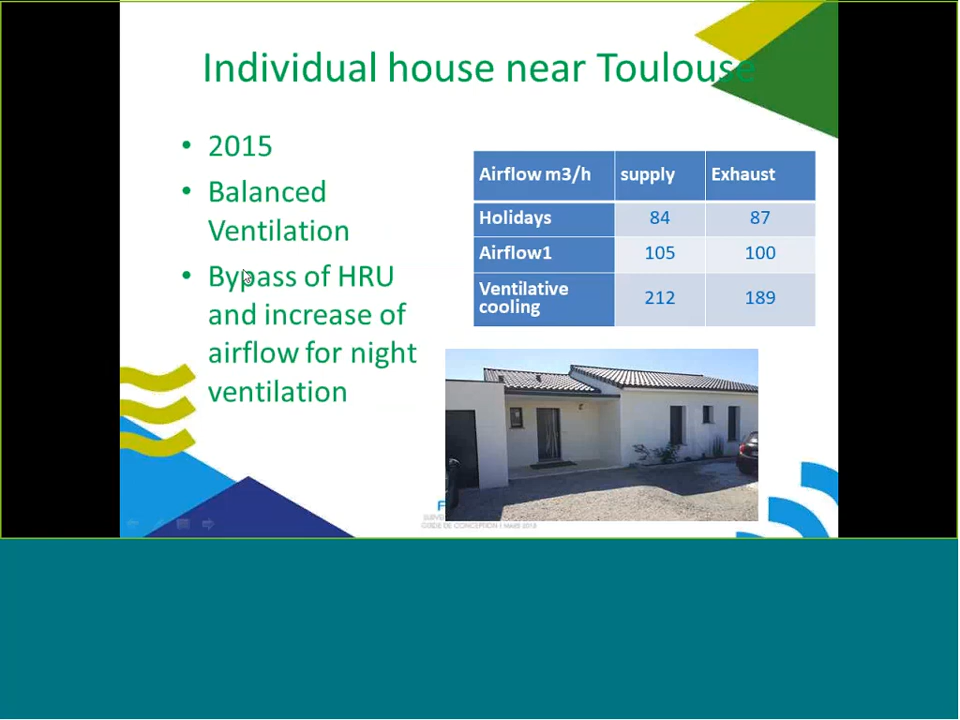 Individual house near Toulouse
• 2015
• Balanced
Ventilation
• Bypass of HRU
and increase of
airflow for night
ventilation
Airflow m3/h supply Exhaust
Holidays 84 87
Airflow1 105 100
Ventilative
cooling 212 189